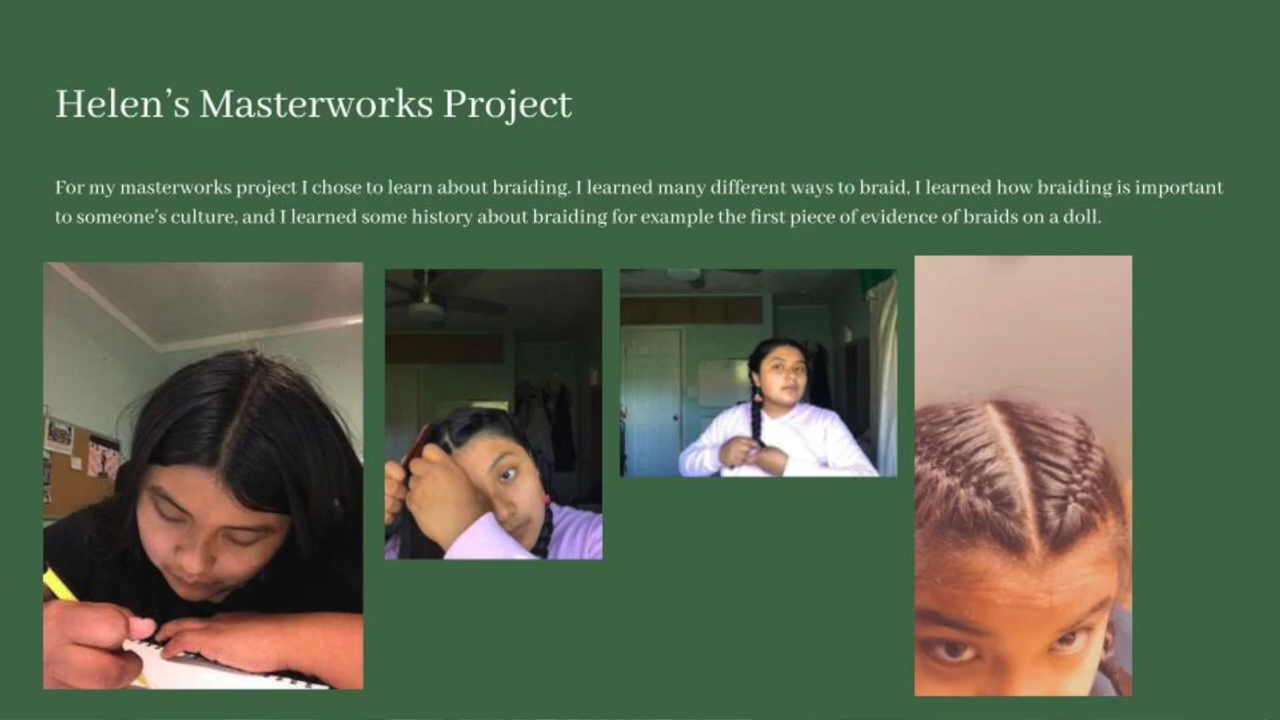 Helen’s Masterworks Project
For my masterworks project I chose to learn about braiding. I learned many different ways to braid, I learned how braiding is important
to someone’s culture, and I learned some history about braiding for example the first piece of evidence of braids on a doll.